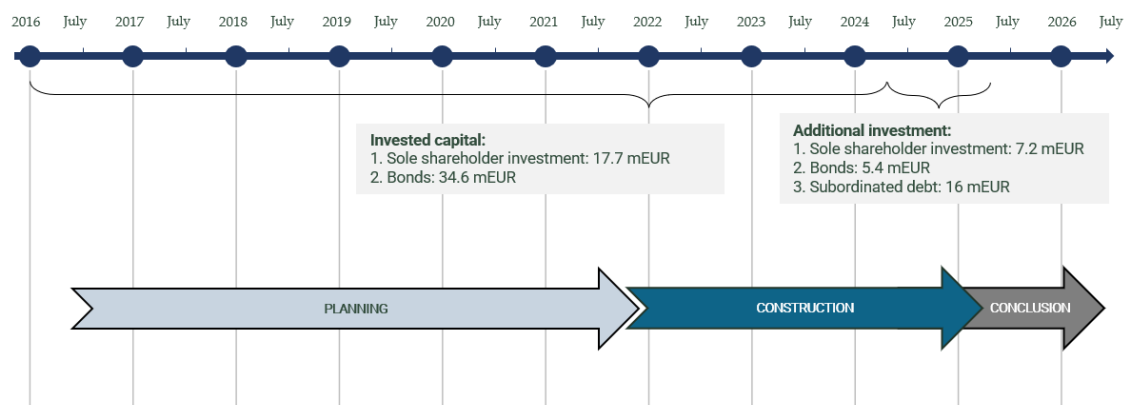 2016 July 2017 July 2018 July 2019 July 2020 July 2021 July 2022 July 2023 July 2024 July 2025 July 2026 July
Invested capital:
1. Sole shareholder investment: 17.7 mEUR
2. Bonds: 34.6 mEUR
Additional investment:
1. Sole shareholder investment: 7.2 mEUR
2. Bonds: 5.4 mEUR
3. Subordinated debt: 16 mEUR
PLANNING
CONSTRUCTION
CONCLUSION